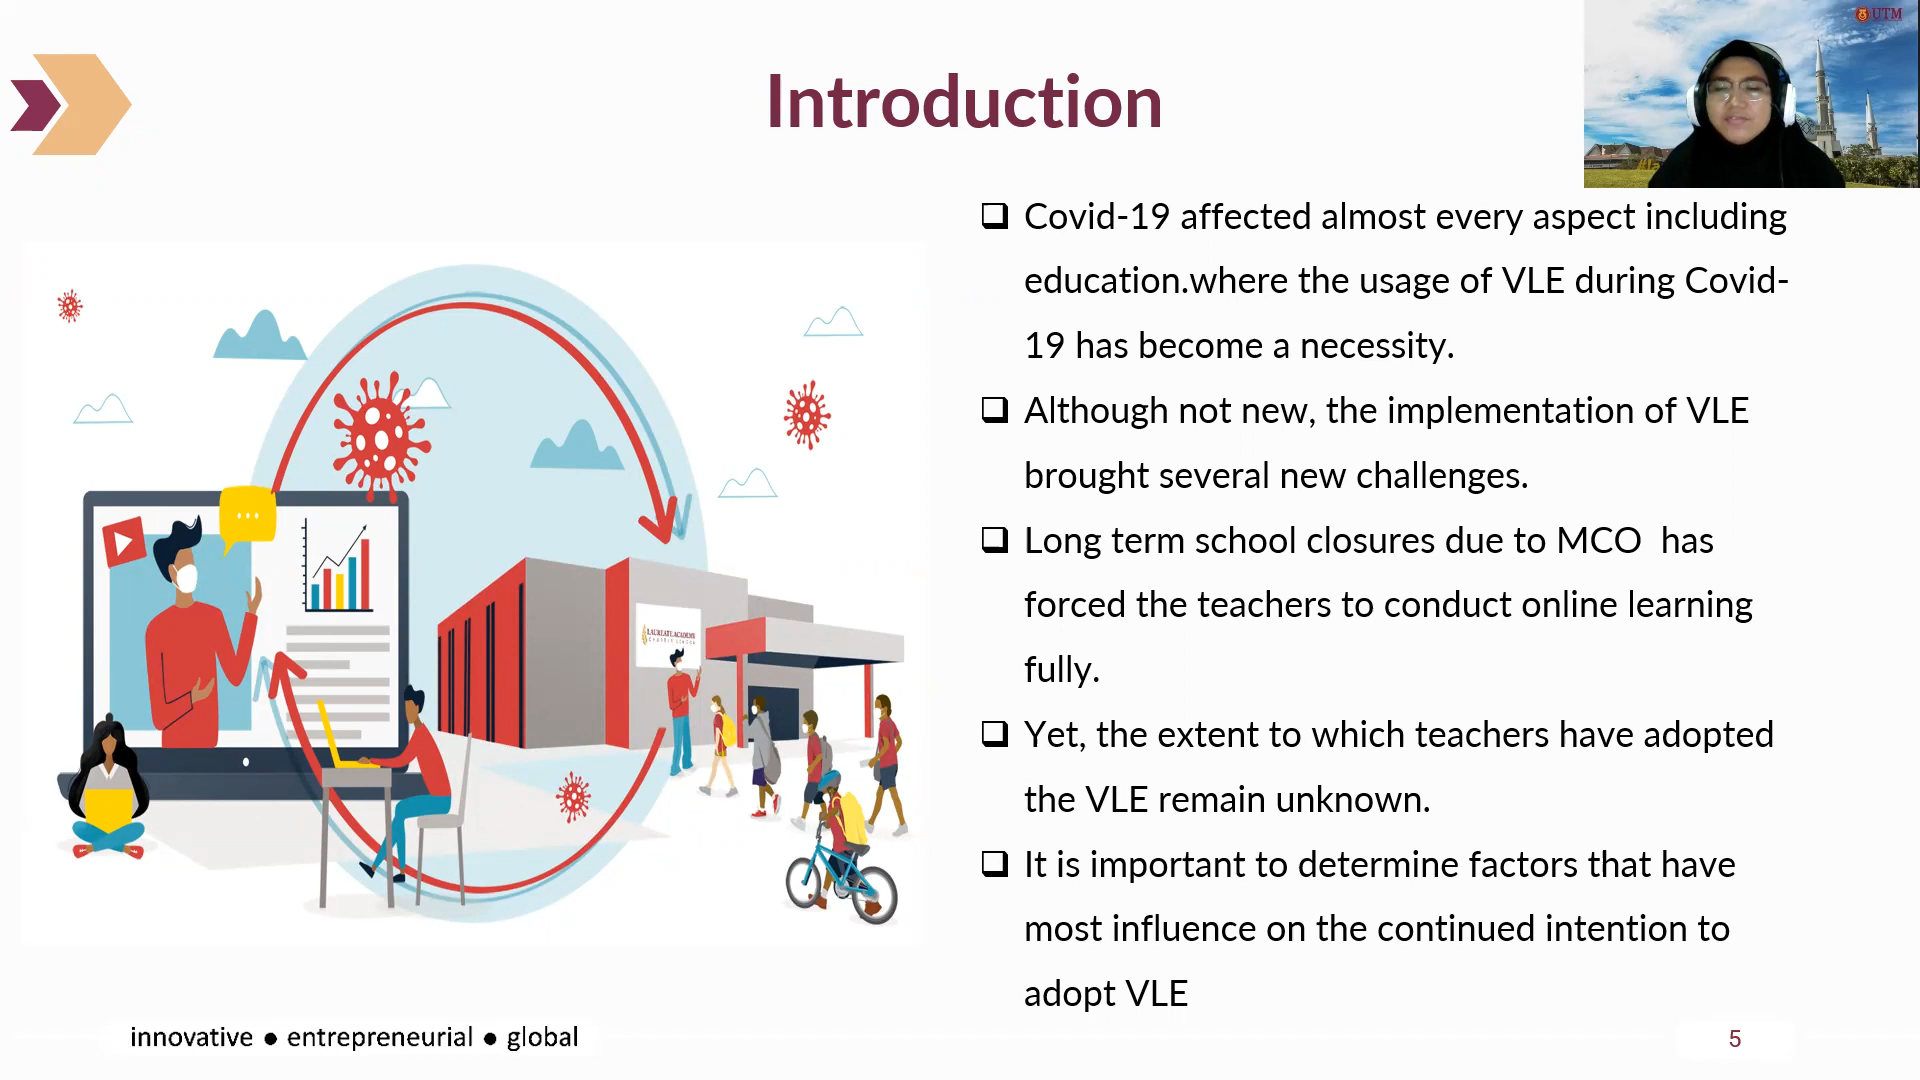 UTM
Introduction
Covid-19 affected almost every aspect including
education.where the usage of VLE during Covid-
19 has become a necessity.
Although not new, the implementation of VLE
brought several new challenges.
Long term school closures due to MCO  has
forced the teachers to conduct online learning
fully.
Yet, the extent to which teachers have adopted
the VLE remain unknown.
It is important to determine factors that have
most influence on the continued intention to
adopt VLE
LAUREATE ACADEMY
CHARTER SCHOOL
innovative ● entrepreneurial ● global
5